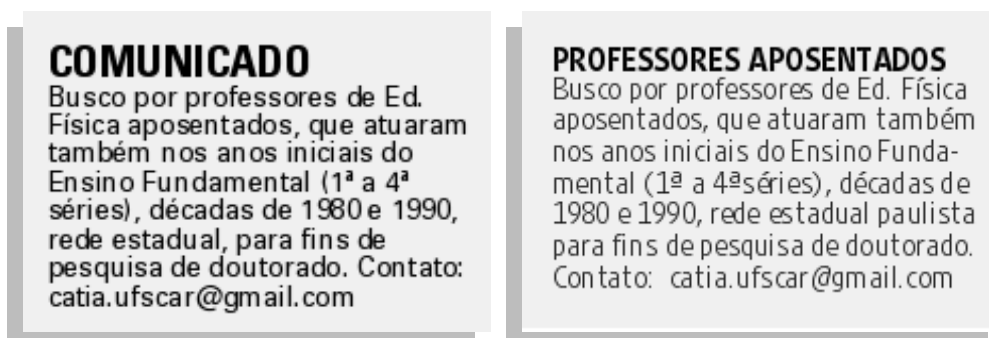 COMUNICADO
Busco por professores de Ed.
Física aposentados, que atuaram
também nos anos iniciais do
Ensino Fundamental (1ª a 4ª
séries), décadas de 1980 e 1990,
rede estadual, para fins de
pesquisa de doutorado. Contato:
catia.ufscar@gmail.com
PROFESSORES APOSENTADOS
Busco por professores de Ed. Física
aposentados, que atuaram também
nos anos iniciais do Ensino Funda-
mental (1ª a 4ªséries), décadas de
1980 e 1990, rede estadual paulista
para fins de pesquisa de doutorado.
Contato: catia.ufscar@gmail.com